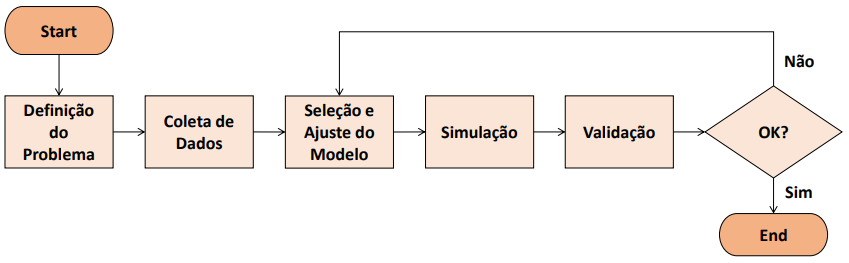 Start
Definição
do
Problema
Coleta de
Dados
Seleção e
Ajuste do
Modelo
Simulação
Validação
OK?
Não
Sim
End